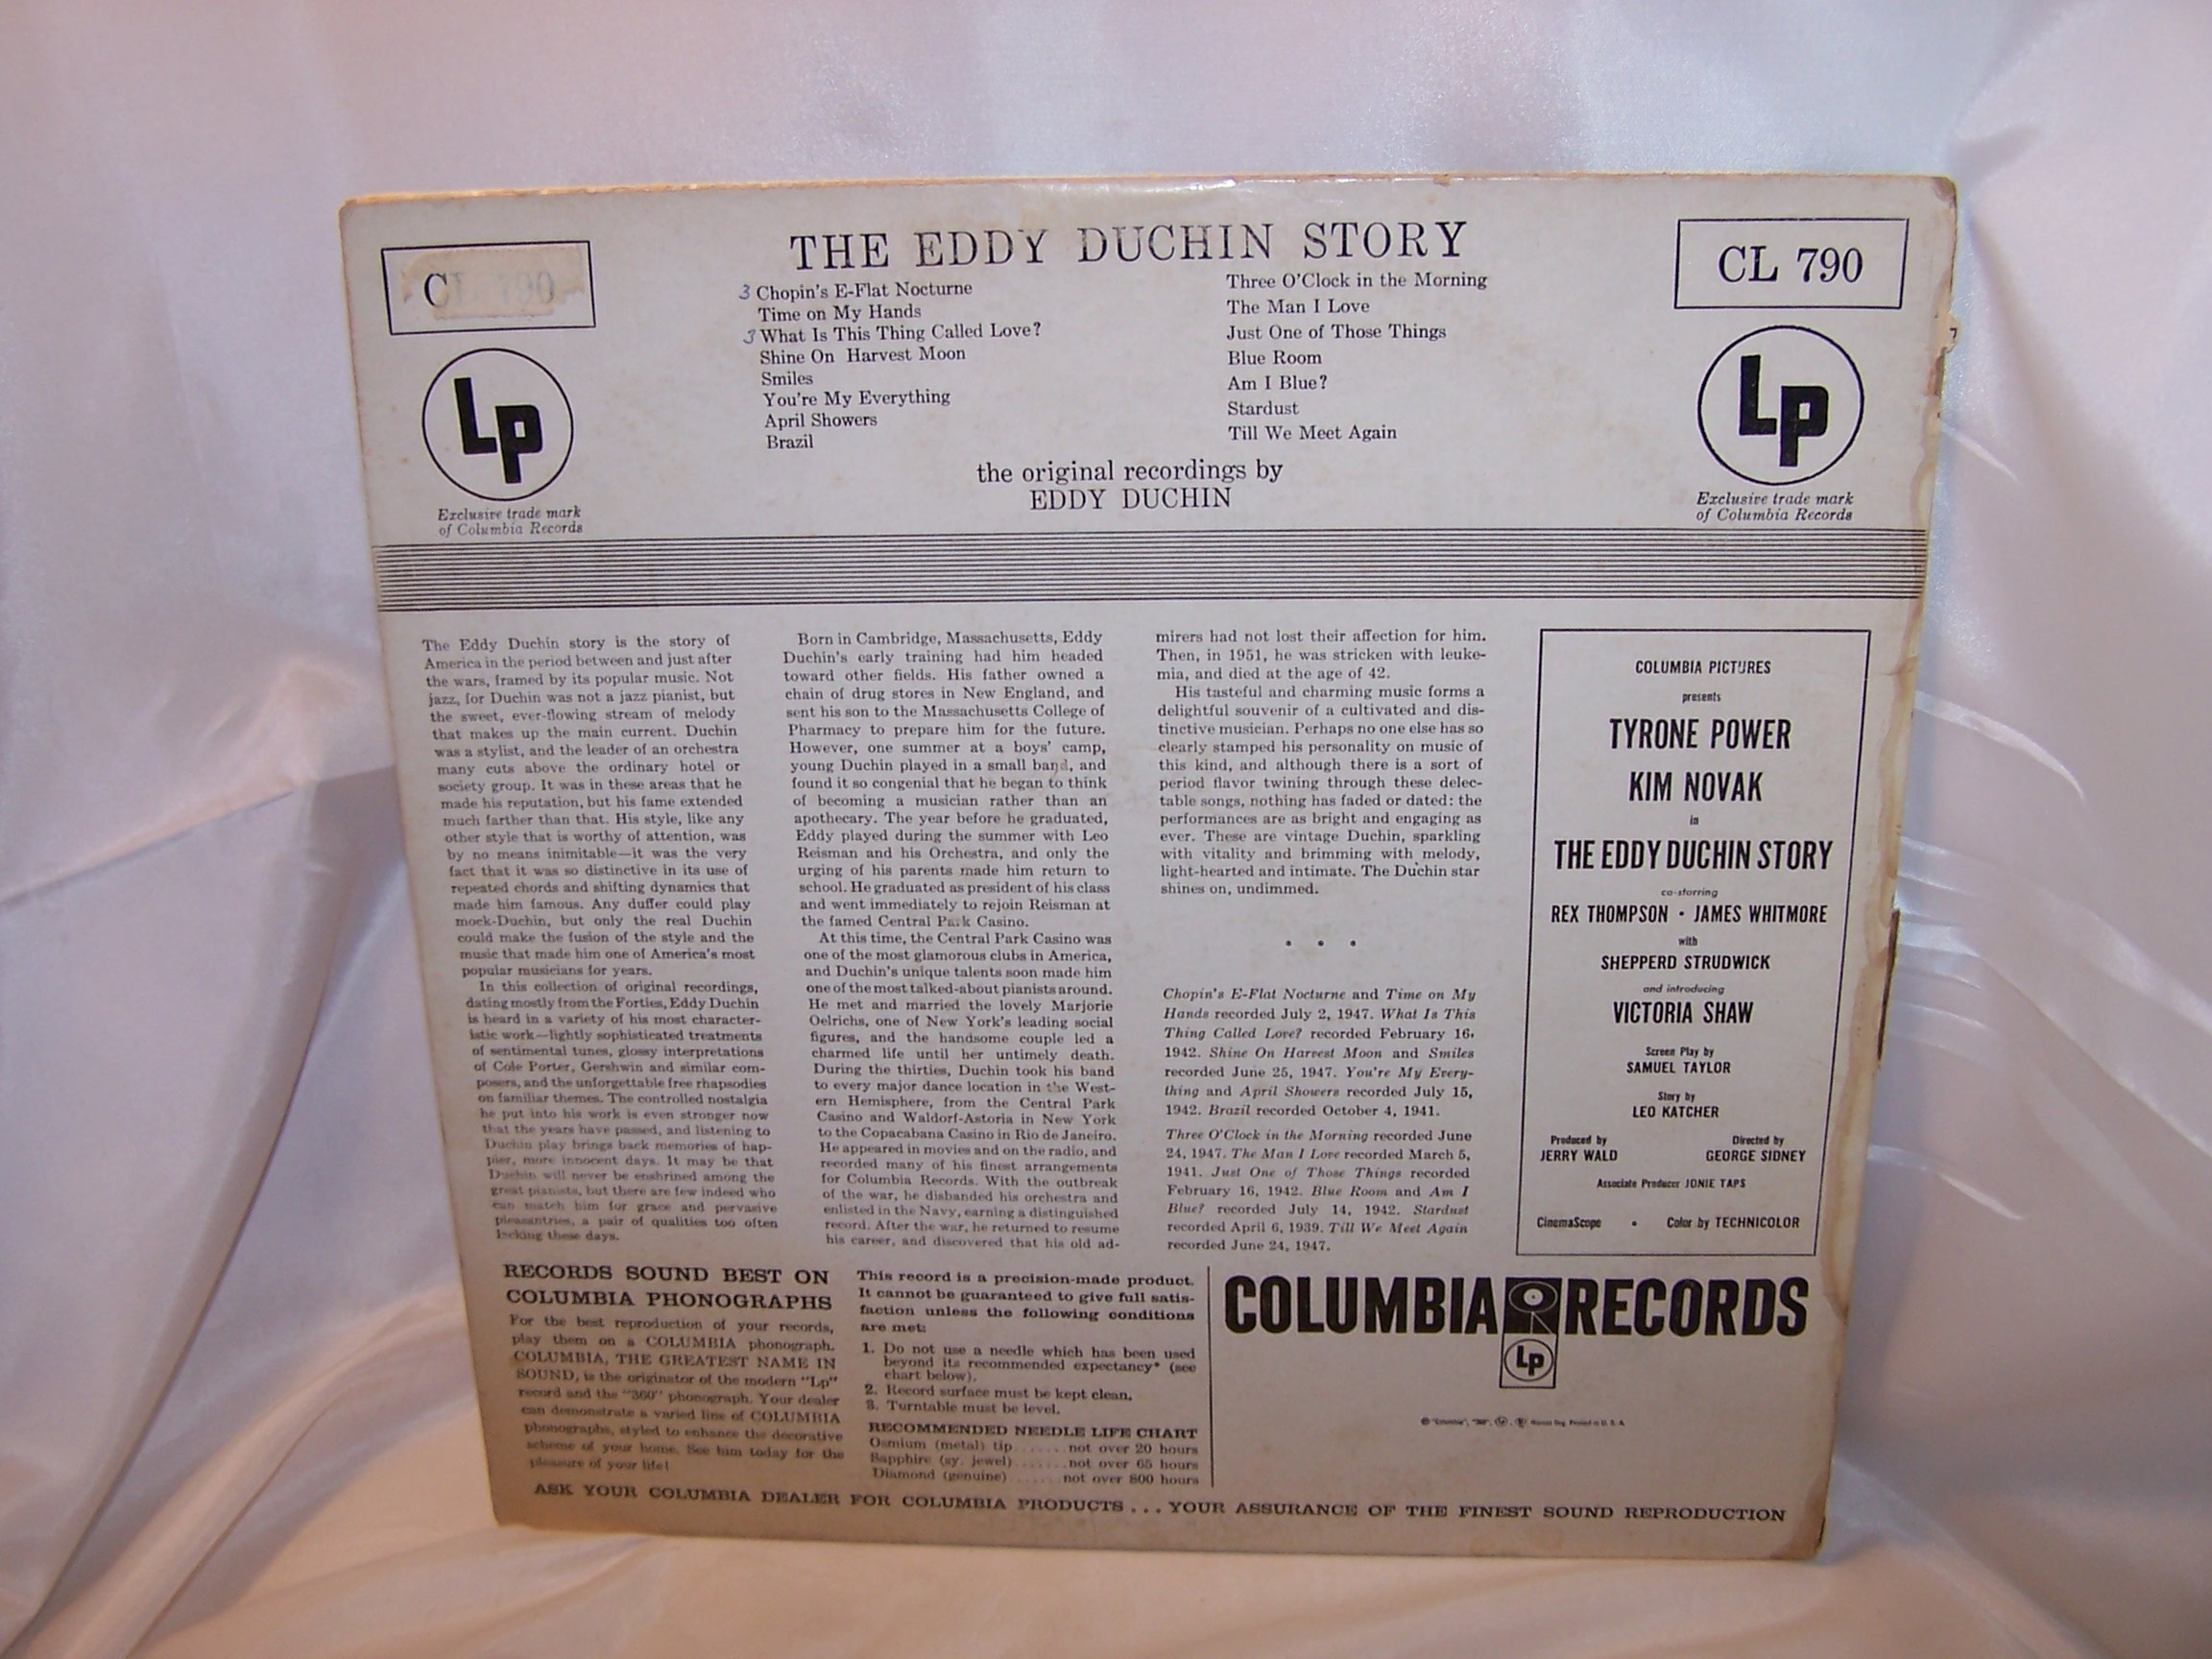 THE EDDY DUCHIN STORY
CL 790
CL 790
3 Chopin's E-Flat Nocturne
Time on My Hands
3 What Is This Thing Called Love?
Shine On Harvest Moon
Smiles
You're My Everything
April Showers
Brazil
Three O'Clock in the Morning
The Man I Love
Just One of Those Things
Blue Room
Am I Blue?
Stardust
Till We Meet Again
the original recordings by
EDDY DUCHIN
Lp
Exclusive trade mark
of Columbia Records
Lp
Exclusive trade mark
of Columbia Records
The Eddy Duchin story is the story of
America in the period between and just after
the wars, framed by its popular music. Not
jazz, for Duchin was not a jazz pianist, but
the sweet, ever-flowing stream of melody
that makes up the main current. Duchin
was a stylist, and the leader of an orchestra
many cuts above the ordinary hotel or
society group. It was in these areas that he
made his reputation, but his fame extended
much farther than that. His style, like any
other style that is worthy of attention, was
by no means inimitable—it was the very
fact that it was so distinctive in its use of
repeated chords and shifting dynamics that
made him famous. Any duffer could play
mock-Duchin, but only the real Duchin
could make the fusion of the style and the
music that made him one of America's most
popular musicians for years.
In this collection of original recordings,
dating mostly from the Forties, Eddy Duchin
is heard in a variety of his most character-
istic work—lightly sophisticated treatments
of sentimental tunes, glossy interpretations
of Cole Porter, Gershwin and similar com-
posers, and the unforgettable free rhapsodies
on familiar themes. The controlled nostalgia
he put into his work is even stronger now
that the years have passed, and listening to
Duchin play brings back memories of hap-
pier, more innocent days. It may be that
Duchin will never be enshrined among the
great pianists, but there are few indeed who
can match him for grace and pervasive
pleasantries, a pair of qualities too often
lacking these days.
Born in Cambridge, Massachusetts, Eddy
Duchin's early training had him headed
toward other fields. His father owned a
chain of drug stores in New England, and
sent his son to the Massachusetts College of
Pharmacy to prepare him for the future.
However, one summer at a boys' camp,
young Duchin played in a small band, and
found it so congenial that he began to think
of becoming a musician rather than an
apothecary. The year before he graduated,
Eddy played during the summer with Leo
Reisman and his Orchestra, and only the
urging of his parents made him return to
school. He graduated as president of his class
and went immediately to rejoin Reisman at
the famed Central Park Casino.
At this time, the Central Park Casino was
one of the most glamorous clubs in America,
and Duchin's unique talents soon made him
one of the most talked-about pianists around.
He met and married the lovely Marjorie
Oelrichs, one of New York's leading social
figures, and the handsome couple led a
charmed life until her untimely death.
During the thirties, Duchin took his band
to every major dance location in the West-
ern Hemisphere, from the Central Park
Casino and Waldorf-Astoria in New York
to the Copacabana Casino in Rio de Janeiro.
He appeared in movies and on the radio, and
recorded many of his finest arrangements
for Columbia Records. With the outbreak
of the war, he disbanded his orchestra and
enlisted in the Navy, earning a distinguished
record. After the war, he returned to resume
his career, and discovered that his old ad-
mirers had not lost their affection for him.
Then, in 1951, he was stricken with leuke-
mia, and died at the age of 42.
His tasteful and charming music forms a
delightful souvenir of a cultivated and dis-
tinctive musician. Perhaps no one else has so
clearly stamped his personality on music of
this kind, and although there is a sort of
period flavor twining through these delec-
table songs, nothing has faded or dated: the
performances are as bright and engaging as
ever. These are vintage Duchin, sparkling
with vitality and brimming with melody,
light-hearted and intimate. The Duchin star
shines on, undimmed.
• • •
Chopin's E-Flat Nocturne and Time on My
Hands recorded July 2, 1947. What Is This
Thing Called Love? recorded February 16,
1942. Shine On Harvest Moon and Smiles
recorded June 25, 1947. You're My Every-
thing and April Showers recorded July 15,
1942. Brazil recorded October 4, 1941.
Three O'Clock in the Morning recorded June
24, 1947. The Man I Love recorded March 5,
1941. Just One of Those Things recorded
February 16, 1942. Blue Room and Am I
Blue? recorded July 14, 1942. Stardust
recorded April 6, 1939. Till We Meet Again
recorded June 24, 1947.
COLUMBIA PICTURES
presents
TYRONE POWER
KIM NOVAK
in
THE EDDY DUCHIN STORY
co-starring
REX THOMPSON • JAMES WHITMORE
with
SHEPPERD STRUDWICK
and introducing
VICTORIA SHAW
Screen Play by
SAMUEL TAYLOR
Story by
LEO KATCHER
Produced by
JERRY WALD
Directed by
GEORGE SIDNEY
Associate Producer JONIE TAPS
CinemaScope • Color by TECHNICOLOR
RECORDS SOUND BEST ON
COLUMBIA PHONOGRAPHS
For the best reproduction of your records,
play them on a COLUMBIA phonograph.
COLUMBIA, THE GREATEST NAME IN
SOUND, is the originator of the modern "Lp"
record and the "360" phonograph. Your dealer
can demonstrate a varied line of COLUMBIA
phonographs, styled to enhance the decorative
scheme of your home. See him today for the
pleasure of your life!
This record is a precision-made product.
It cannot be guaranteed to give full satis-
faction unless the following conditions
are met:
1. Do not use a needle which has been used
beyond its recommended expectancy* (see
chart below).
2. Record surface must be kept clean.
3. Turntable must be level.
RECOMMENDED NEEDLE LIFE CHART
Osmium (metal) tip ...... not over 20 hours
Sapphire (sy. jewel) ....... not over 65 hours
Diamond (genuine) ....... not over 800 hours
COLUMBIA RECORDS
Lp
"Columbia", "360", Marcas Reg. Printed in U. S. A.
ASK YOUR COLUMBIA DEALER FOR COLUMBIA PRODUCTS . . . YOUR ASSURANCE OF THE FINEST SOUND REPRODUCTION